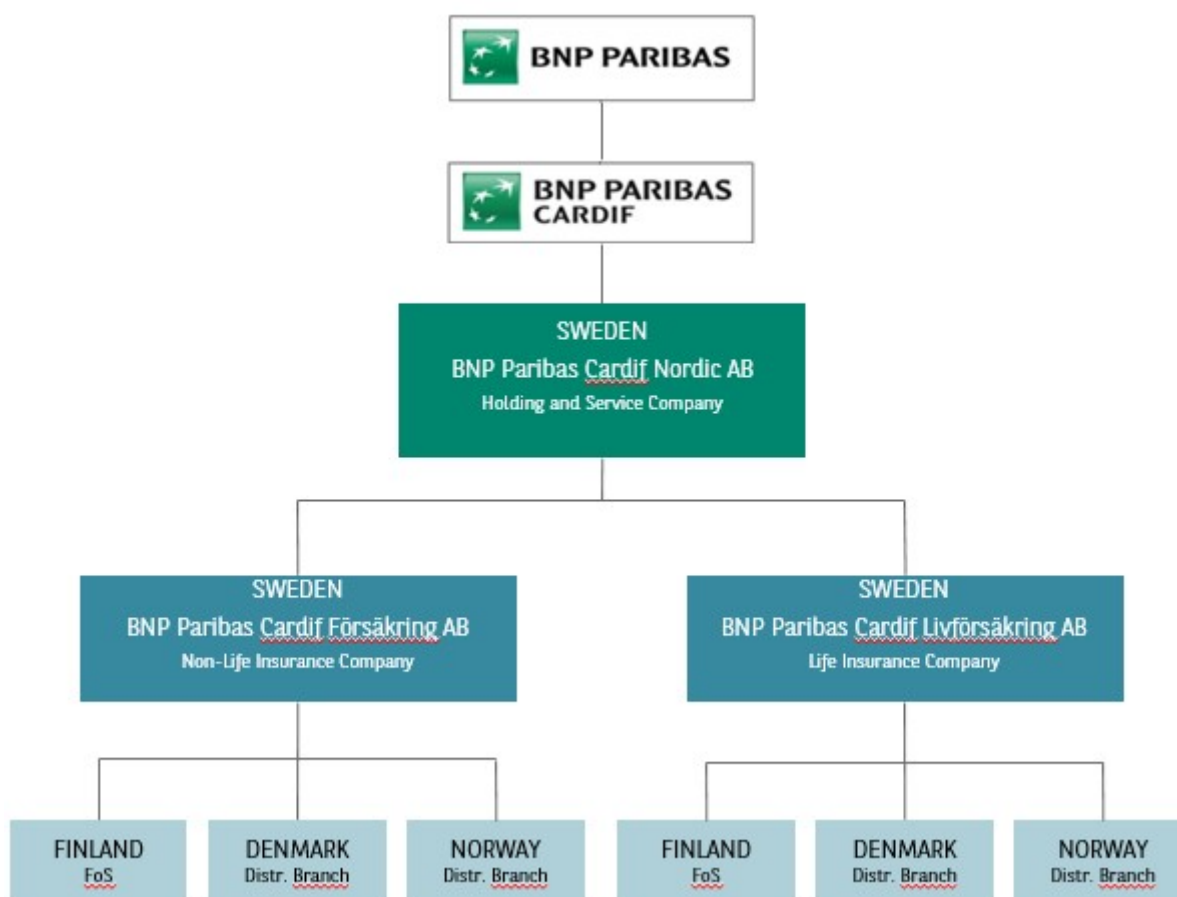 BNP PARIBAS
BNP PARIBAS
CARDIF
SWEDEN
BNP Paribas Cardif Nordic AB
Holding and Service Company
SWEDEN
BNP Paribas Cardif Försäkring AB
Non-Life Insurance Company
SWEDEN
BNP Paribas Cardif Livförsäkring AB
Life Insurance Company
FINLAND
FoS
DENMARK
Distr. Branch
NORWAY
Distr. Branch
FINLAND
FoS
DENMARK
Distr. Branch
NORWAY
Distr. Branch